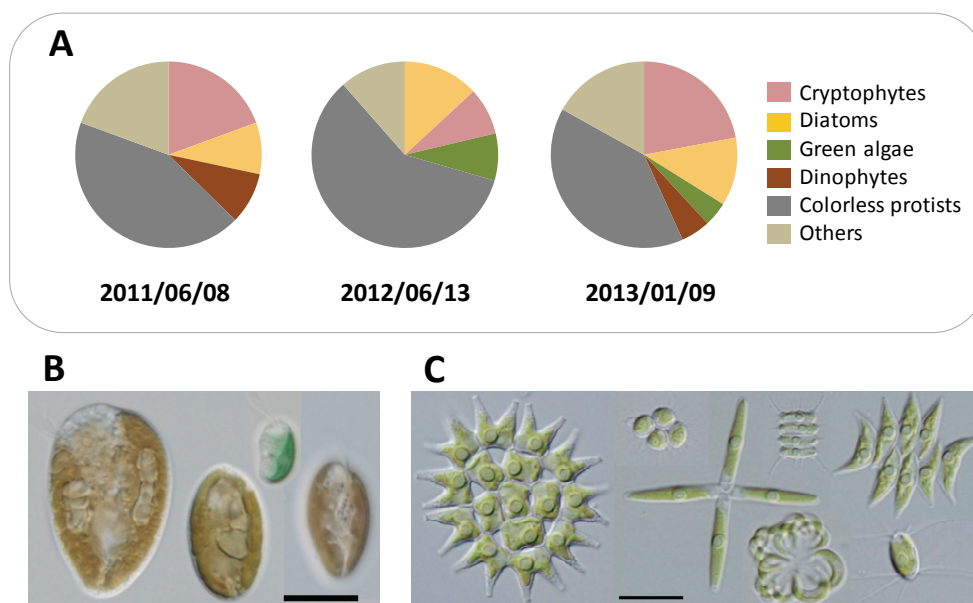 A
Cryptophytes
Diatoms
Green algae
Dinophytes
Colorless protists
Others
2011/06/08
2012/06/13
2013/01/09
B
C